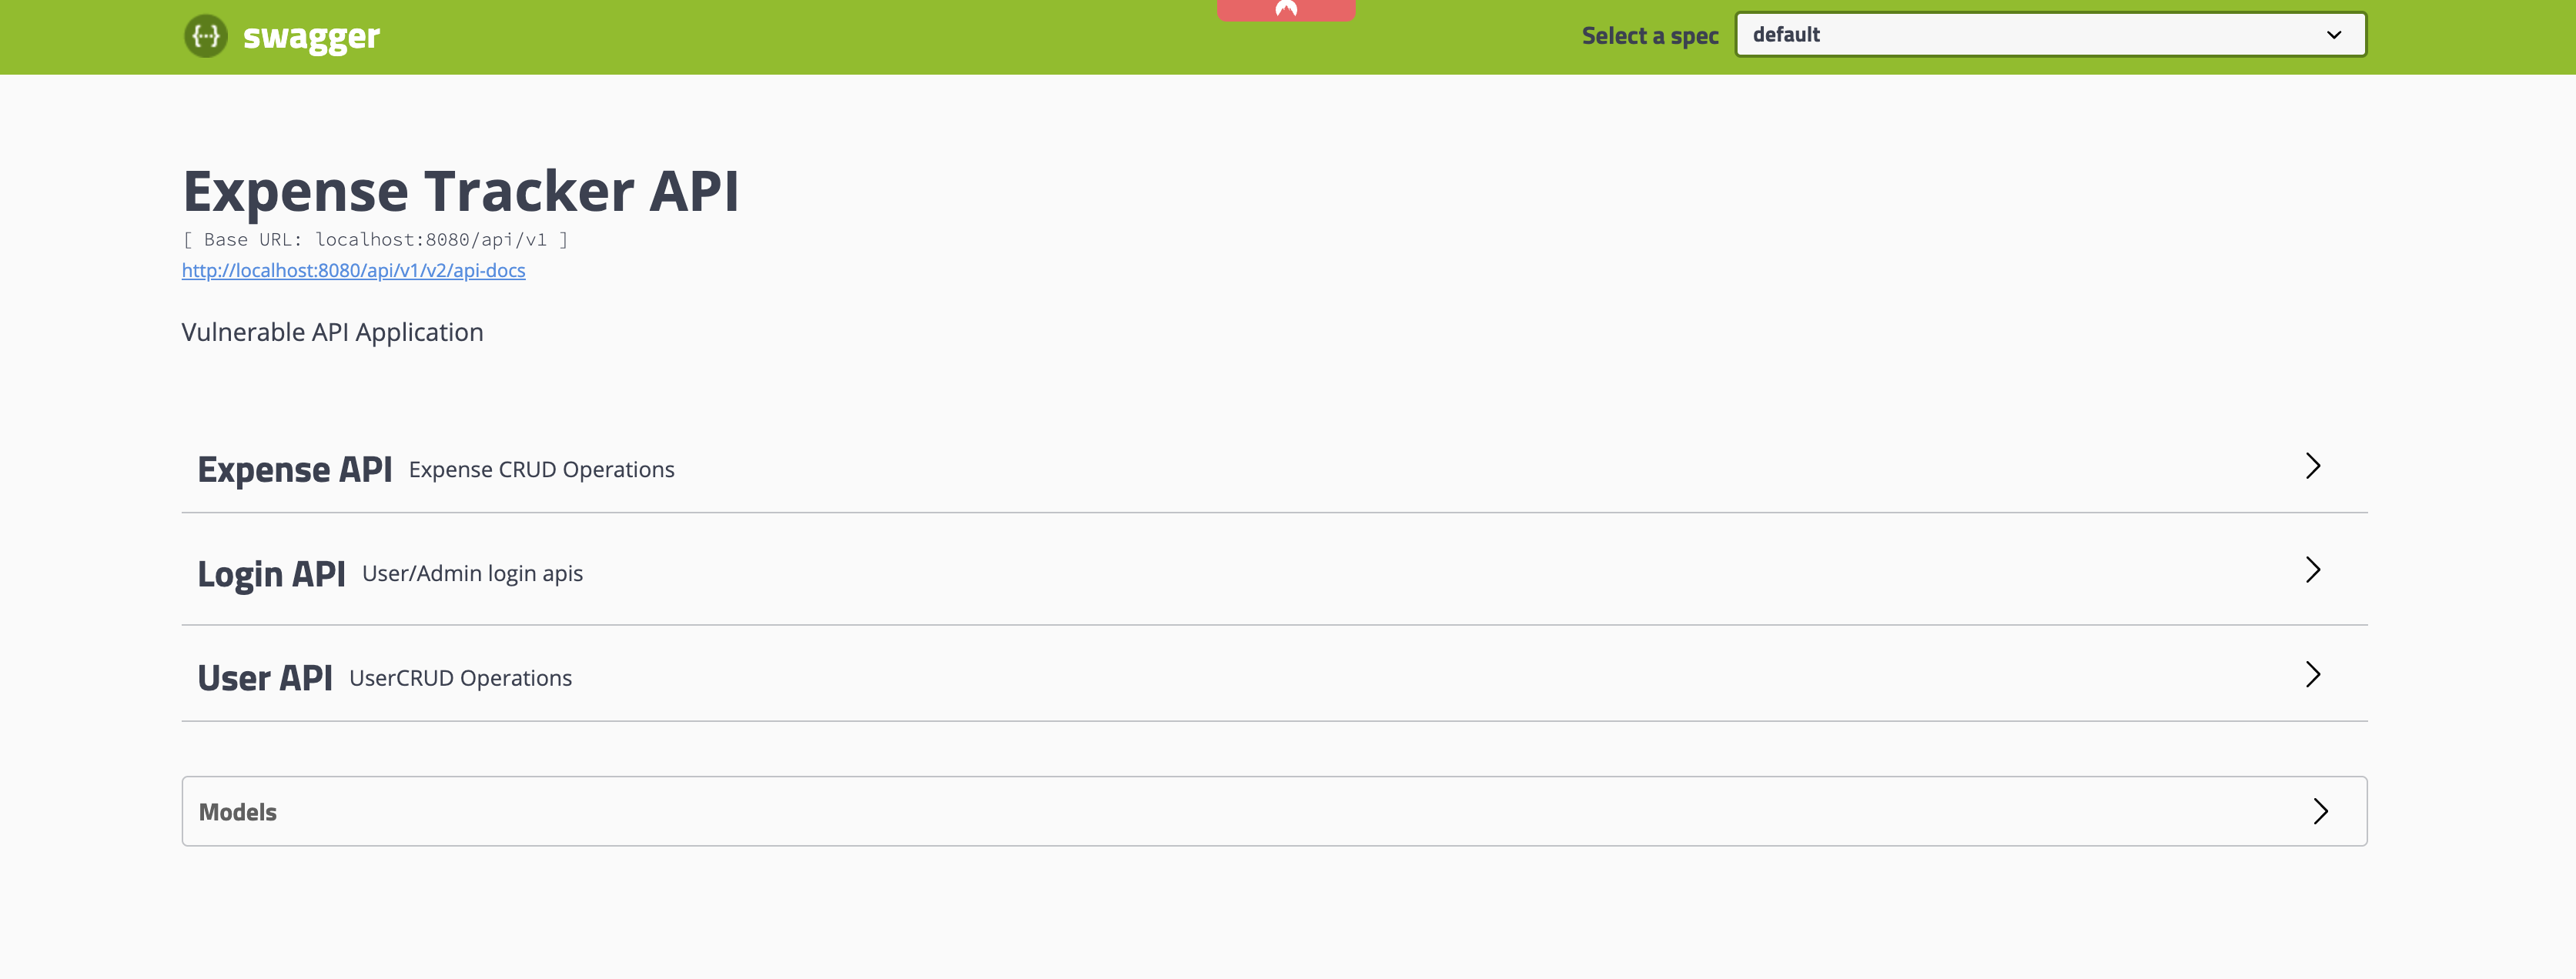 {···} swagger
Select a spec default
Expense Tracker API
[ Base URL: localhost:8080/api/v1 ]
http://localhost:8080/api/v1/v2/api-docs
Vulnerable API Application
Expense API Expense CRUD Operations
Login API User/Admin login apis
User API UserCRUD Operations
Models